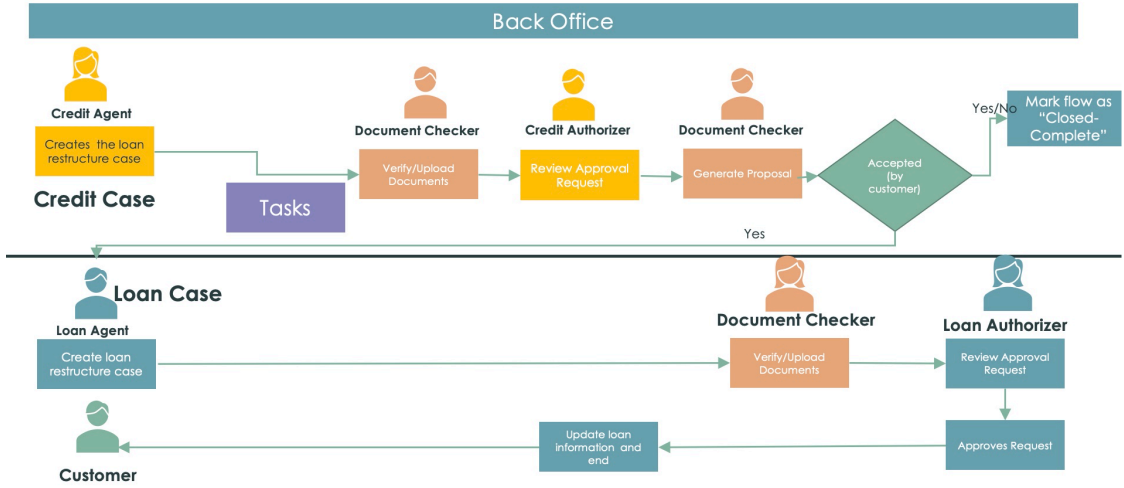 Back Office
Credit Agent
Creates the loan
restructure case
Credit Case
Tasks
Document Checker
Verify/Upload
Documents
Credit Authorizer
Review Approval
Request
Document Checker
Generate Proposal
Accepted
(by
customer)
Yes/No
Mark flow as
“Closed-
Complete”
Yes
Loan Case
Loan Agent
Create loan
restructure case
Document Checker
Verify/Upload
Documents
Loan Authorizer
Review Approval
Request
Approves Request
Update loan
information and
end
Customer